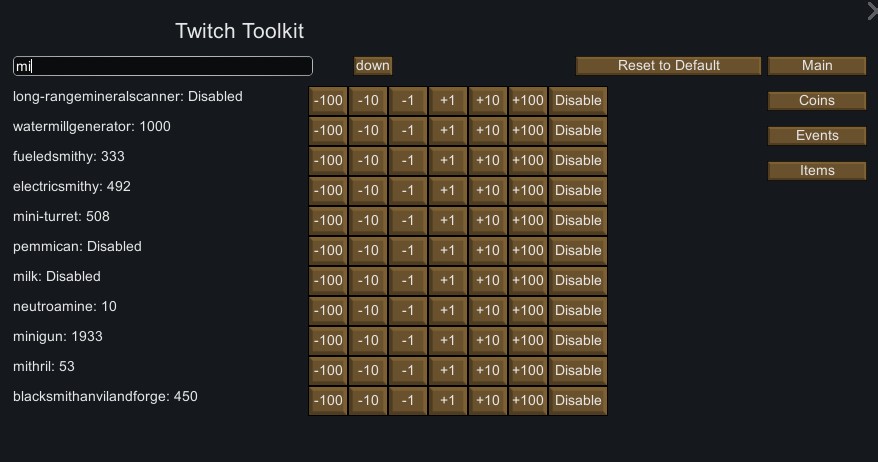 Twitch Toolkit
mi down Reset to Default Main
long-rangemineralscanner: Disabled -100 -10 -1 +1 +10 +100 Disable Coins
watermillgenerator: 1000 -100 -10 -1 +1 +10 +100 Disable Events
fueledsmithy: 333 -100 -10 -1 +1 +10 +100 Disable Items
electricsmithy: 492 -100 -10 -1 +1 +10 +100 Disable
mini-turret: 508 -100 -10 -1 +1 +10 +100 Disable
pemmican: Disabled -100 -10 -1 +1 +10 +100 Disable
milk: Disabled -100 -10 -1 +1 +10 +100 Disable
neutroamine: 10 -100 -10 -1 +1 +10 +100 Disable
minigun: 1933 -100 -10 -1 +1 +10 +100 Disable
mithril: 53 -100 -10 -1 +1 +10 +100 Disable
blacksmithanvilandforge: 450 -100 -10 -1 +1 +10 +100 Disable